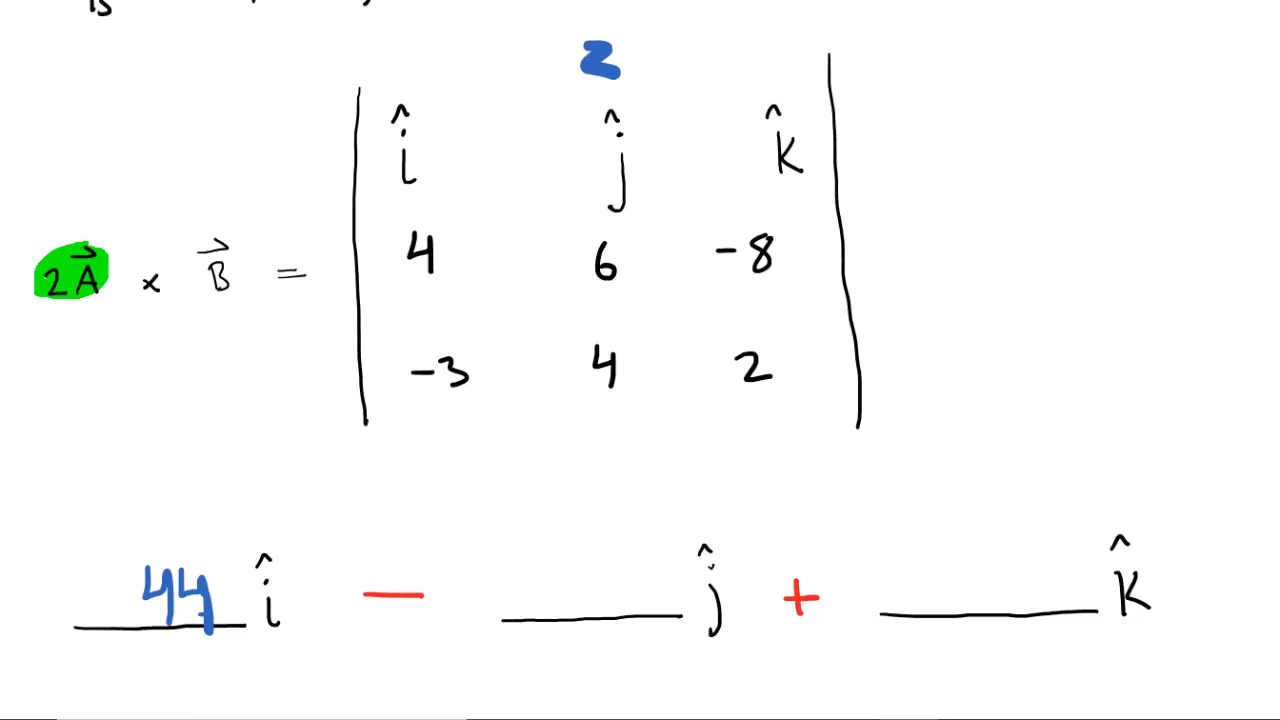 2
î ĵ k̂
4 6 -8
2A⃗ × B⃗ =
-3 4 2
44 î − ĵ + k̂